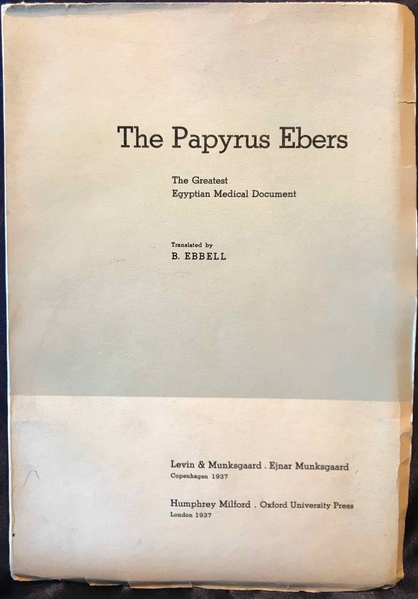 The Papyrus Ebers
The Greatest
Egyptian Medical Document
Translated by
B. EBBELL
Levin & Munksgaard . Ejnar Munksgaard
Copenhagen 1937
Humphrey Milford . Oxford University Press
London 1937